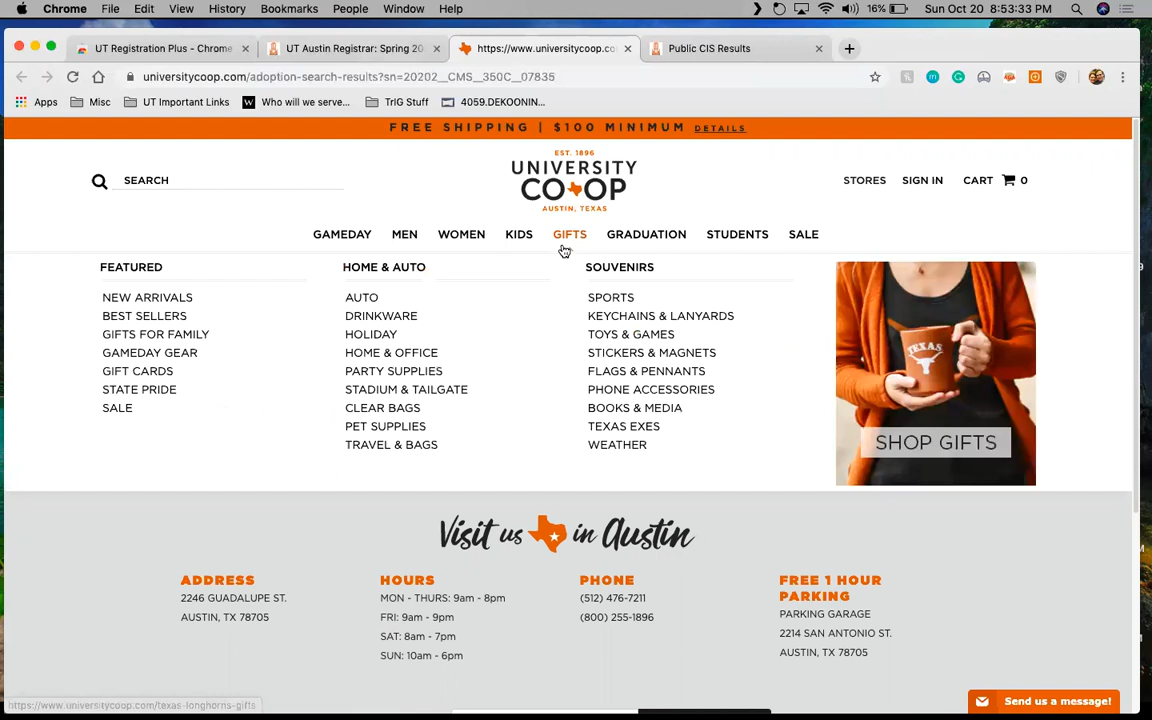 Chrome File Edit View History Bookmarks People Window Help 16% Sun Oct 20 8:53:33 PM
UT Registration Plus - Chrome
UT Austin Registrar: Spring 20
https://www.universitycoop.co
Public CIS Results
universitycoop.com/adoption-search-results?sn=20202__CMS__350C__07835
Apps Misc UT Important Links Who will we serve... TrIG Stuff 4059.DEKOONIN...
FREE SHIPPING | $100 MINIMUM DETAILS
EST. 1896
UNIVERSITY
CO-OP
AUSTIN, TEXAS
SEARCH
STORES SIGN IN CART 0
GAMEDAY MEN WOMEN KIDS GIFTS GRADUATION STUDENTS SALE
FEATURED
NEW ARRIVALS
BEST SELLERS
GIFTS FOR FAMILY
GAMEDAY GEAR
GIFT CARDS
STATE PRIDE
SALE
HOME & AUTO
AUTO
DRINKWARE
HOLIDAY
HOME & OFFICE
PARTY SUPPLIES
STADIUM & TAILGATE
CLEAR BAGS
PET SUPPLIES
TRAVEL & BAGS
SOUVENIRS
SPORTS
KEYCHAINS & LANYARDS
TOYS & GAMES
STICKERS & MAGNETS
FLAGS & PENNANTS
PHONE ACCESSORIES
BOOKS & MEDIA
TEXAS EXES
WEATHER
TEXAS
SHOP GIFTS
Visit us in Austin
ADDRESS
2246 GUADALUPE ST.
AUSTIN, TX 78705
HOURS
MON - THURS: 9am - 8pm
FRI: 9am - 9pm
SAT: 8am - 7pm
SUN: 10am - 6pm
PHONE
(512) 476-7211
(800) 255-1896
FREE 1 HOUR
PARKING
PARKING GARAGE
2214 SAN ANTONIO ST.
AUSTIN, TX 78705
https://www.universitycoop.com/texas-longhorns-gifts
Send us a message!